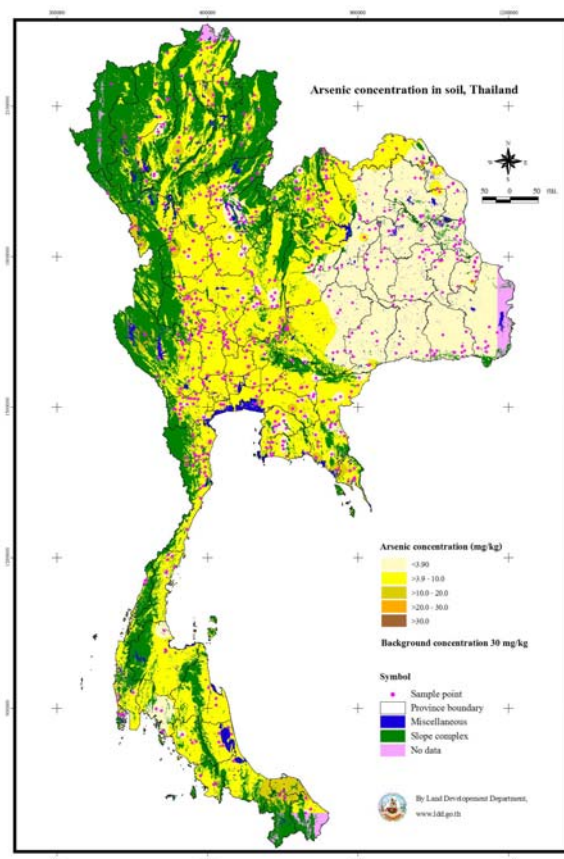 Arsenic concentration in soil, Thailand
50 0 50
Arsenic concentration (mg/kg)
<3.90
>3.9 - 10.0
>10.0 - 20.0
>20.0 - 30.0
>30.0
Background concentration 30 mg/kg
Symbol
Sample point
Province boundary
Miscellaneous
Slope complex
No data
By Land Developement Department,
www.ldd.go.th